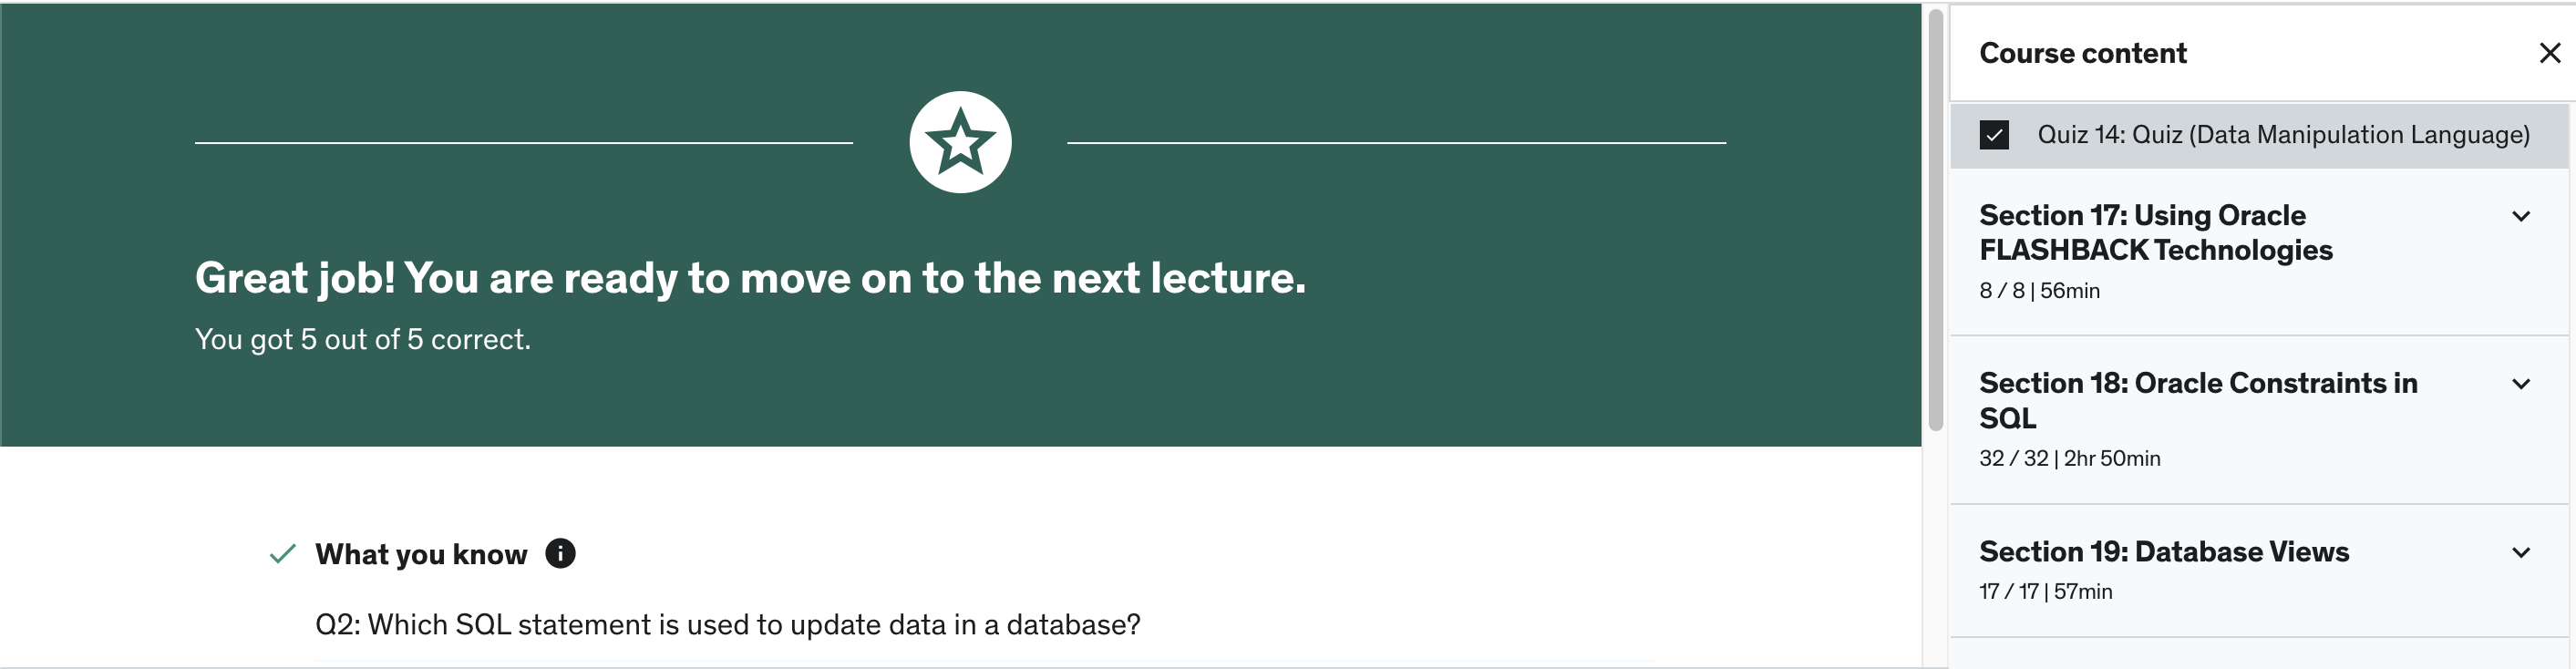 Great job! You are ready to move on to the next lecture.
You got 5 out of 5 correct.
What you know
Q2: Which SQL statement is used to update data in a database?
Course content
Quiz 14: Quiz (Data Manipulation Language)
Section 17: Using Oracle
FLASHBACK Technologies
8 / 8 | 56min
Section 18: Oracle Constraints in
SQL
32 / 32 | 2hr 50min
Section 19: Database Views
17 / 17 | 57min